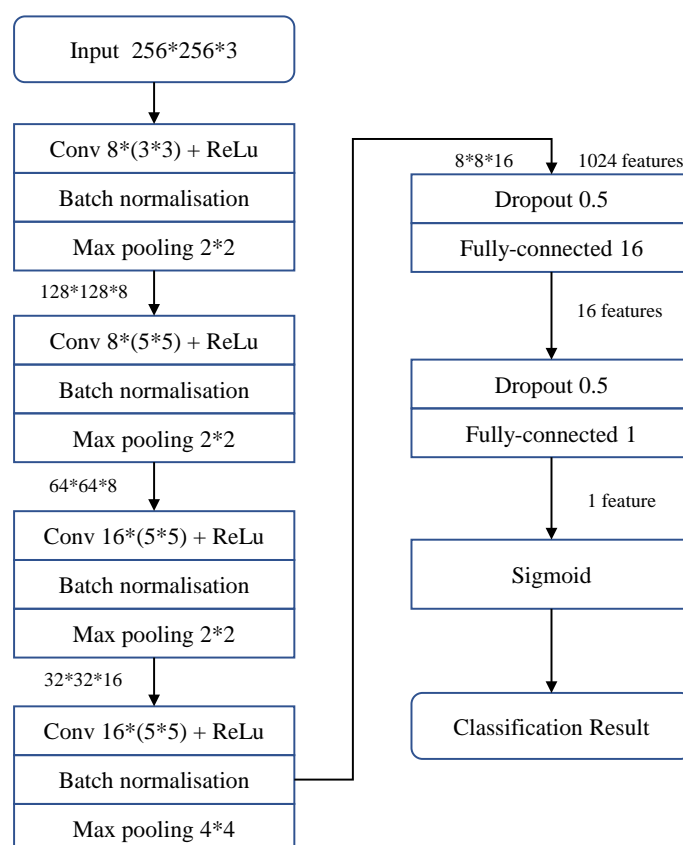 Input 256*256*3
Conv 8*(3*3) + ReLu
Batch normalisation
Max pooling 2*2
128*128*8
Conv 8*(5*5) + ReLu
Batch normalisation
Max pooling 2*2
64*64*8
Conv 16*(5*5) + ReLu
Batch normalisation
Max pooling 2*2
32*32*16
Conv 16*(5*5) + ReLu
Batch normalisation
Max pooling 4*4
8*8*16 1024 features
Dropout 0.5
Fully-connected 16
16 features
Dropout 0.5
Fully-connected 1
1 feature
Sigmoid
Classification Result